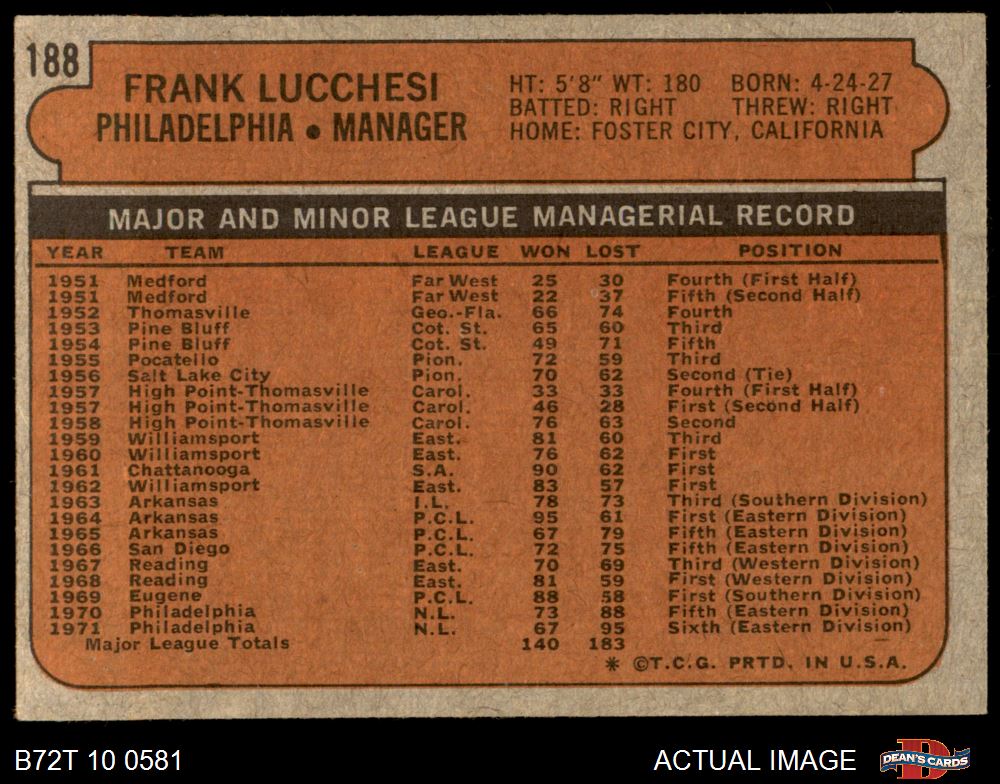 188
FRANK LUCCHESI
PHILADELPHIA • MANAGER
HT: 5'8" WT: 180 BORN: 4-24-27
BATTED: RIGHT THREW: RIGHT
HOME: FOSTER CITY, CALIFORNIA
MAJOR AND MINOR LEAGUE MANAGERIAL RECORD
YEAR TEAM LEAGUE WON LOST POSITION
1951 Medford Far West 25 30 Fourth (First Half)
1951 Medford Far West 22 37 Fifth (Second Half)
1952 Thomasville Geo.-Fla. 66 74 Fourth
1953 Pine Bluff Cot. St. 65 60 Third
1954 Pine Bluff Cot. St. 49 71 Fifth
1955 Pocatello Pion. 72 59 Third
1956 Salt Lake City Pion. 70 62 Second (Tie)
1957 High Point-Thomasville Carol. 33 33 Fourth (First Half)
1957 High Point-Thomasville Carol. 46 28 First (Second Half)
1958 High Point-Thomasville Carol. 76 63 Second
1959 Williamsport East. 81 60 Third
1960 Williamsport East. 76 62 First
1961 Chattanooga S.A. 90 62 First
1962 Williamsport East. 83 57 First
1963 Arkansas I.L. 78 73 Third (Southern Division)
1964 Arkansas P.C.L. 95 61 First (Eastern Division)
1965 Arkansas P.C.L. 67 79 Fifth (Eastern Division)
1966 San Diego P.C.L. 72 75 Fifth (Eastern Division)
1967 Reading East. 70 69 Third (Western Division)
1968 Reading East. 81 59 First (Western Division)
1969 Eugene P.C.L. 88 58 First (Southern Division)
1970 Philadelphia N.L. 73 88 Fifth (Eastern Division)
1971 Philadelphia N.L. 67 95 Sixth (Eastern Division)
Major League Totals 140 183
* ©T.C.G. PRTD. IN U.S.A.
B72T 10 0581 ACTUAL IMAGE
D
DEAN'S CARDS